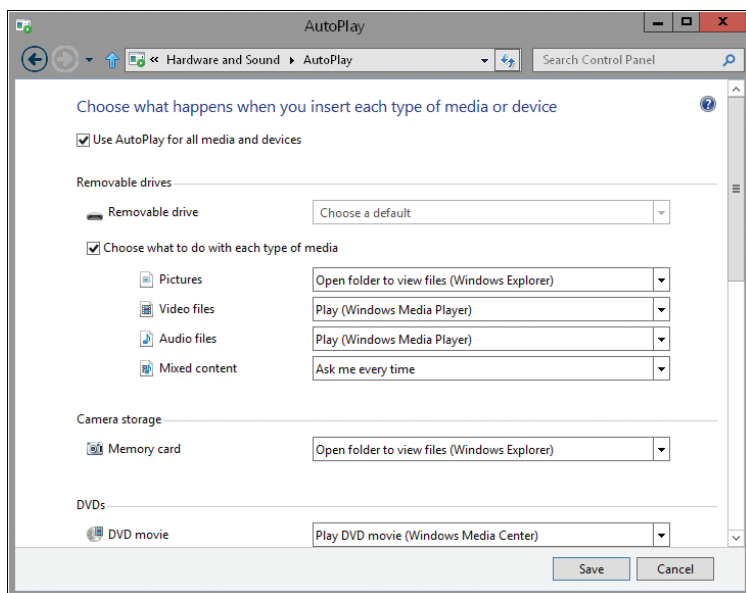 AutoPlay
« Hardware and Sound ▸ AutoPlay
Search Control Panel
Choose what happens when you insert each type of media or device
Use AutoPlay for all media and devices
Removable drives
Removable drive Choose a default
Choose what to do with each type of media
Pictures Open folder to view files (Windows Explorer)
Video files Play (Windows Media Player)
Audio files Play (Windows Media Player)
Mixed content Ask me every time
Camera storage
Memory card Open folder to view files (Windows Explorer)
DVDs
DVD movie Play DVD movie (Windows Media Center)
Save Cancel